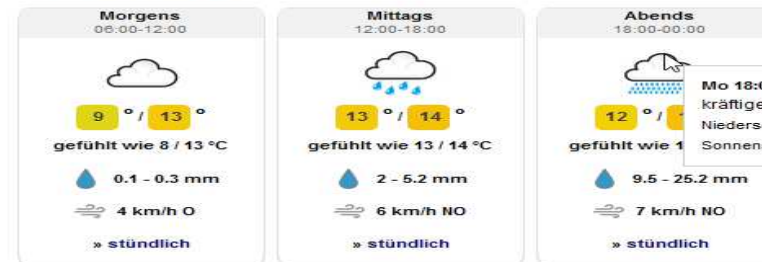 Morgens
06:00-12:00
9 °/ 13 °
gefühlt wie 8 / 13 °C
0.1 - 0.3 mm
4 km/h O
» stündlich
Mittags
12:00-18:00
13 °/ 14 °
gefühlt wie 13 / 14 °C
2 - 5.2 mm
6 km/h NO
» stündlich
Abends
18:00-00:00
12 °/
gefühlt wie
9.5 - 25.2 mm
7 km/h NO
» stündlich
Mo 18:0
kräftige
Nieders
Sonnen